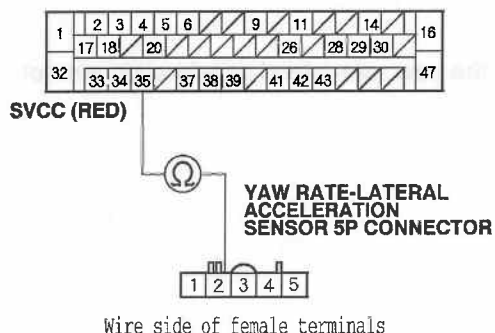 1 2 3 4 5 6 9 11 14 16
17 18 20 26 28 29 30
32 33 34 35 37 38 39 41 42 43 47
SVCC (RED)
Ω
YAW RATE-LATERAL
ACCELERATION
SENSOR 5P CONNECTOR
1 2 3 4 5
Wire side of female terminals